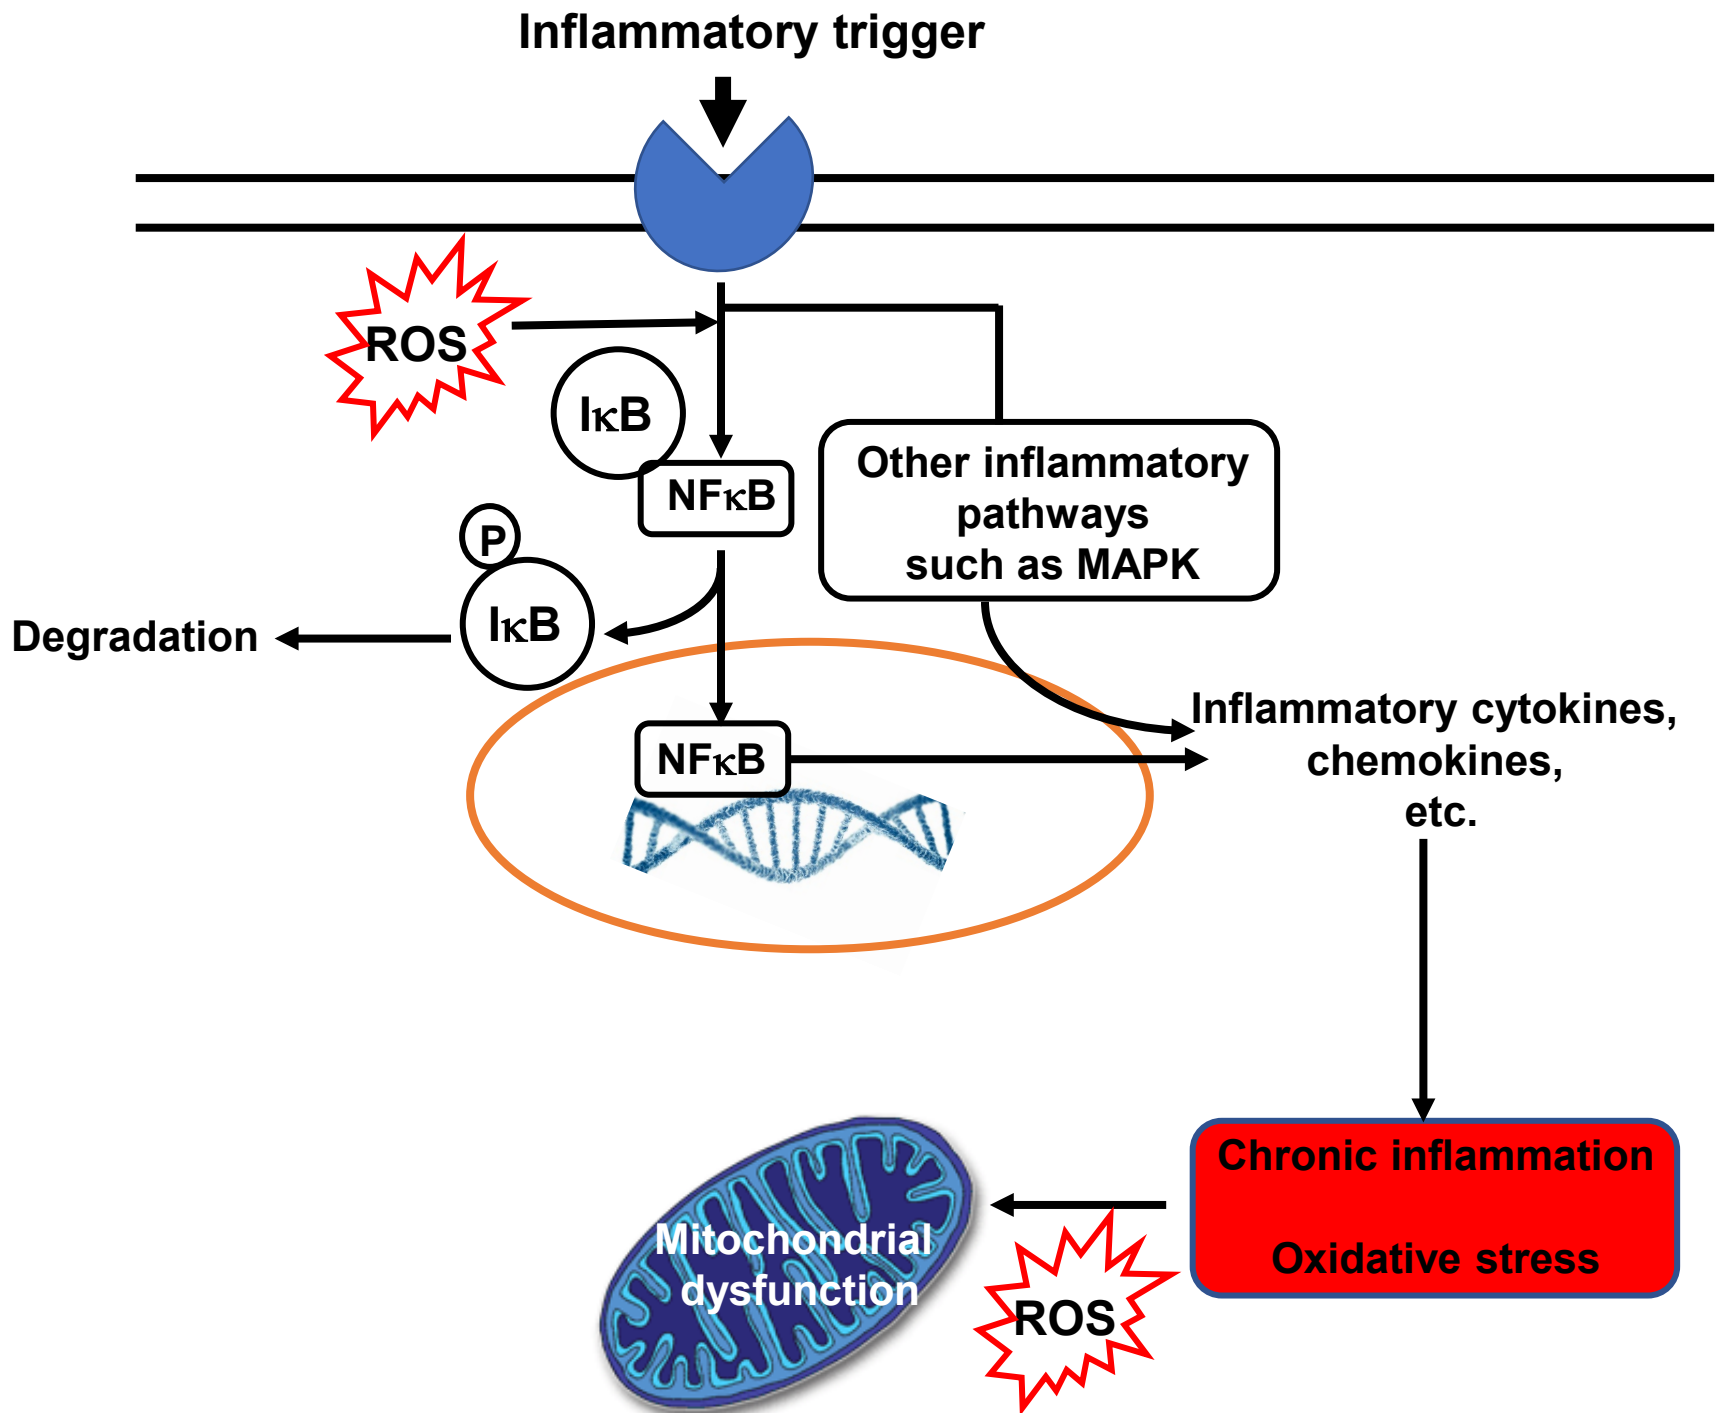 Inflammatory trigger
ROS
IκB
NFκB
Other inflammatory
pathways
such as MAPK
P
IκB
Degradation
NFκB
Inflammatory cytokines,
chemokines,
etc.
Chronic inflammation
Oxidative stress
Mitochondrial
dysfunction
ROS